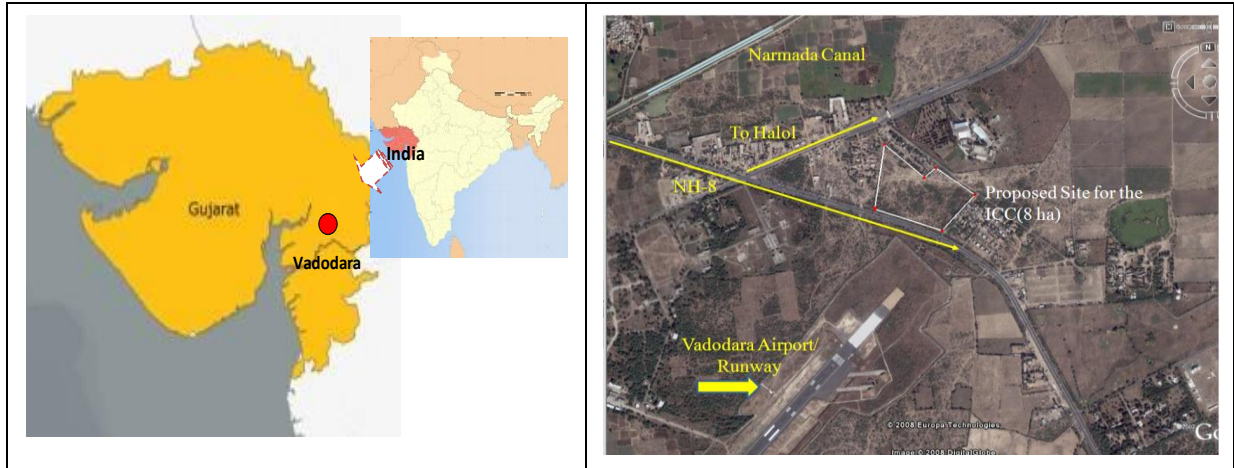 India
Gujarat
Vadodara
Narmada Canal
To Halol
NH-8
Proposed Site for the
ICC(8 ha)
Vadodara Airport/
Runway
N
© 2008 Europa Technologies
Image © 2008 DigitalGlobe
Go